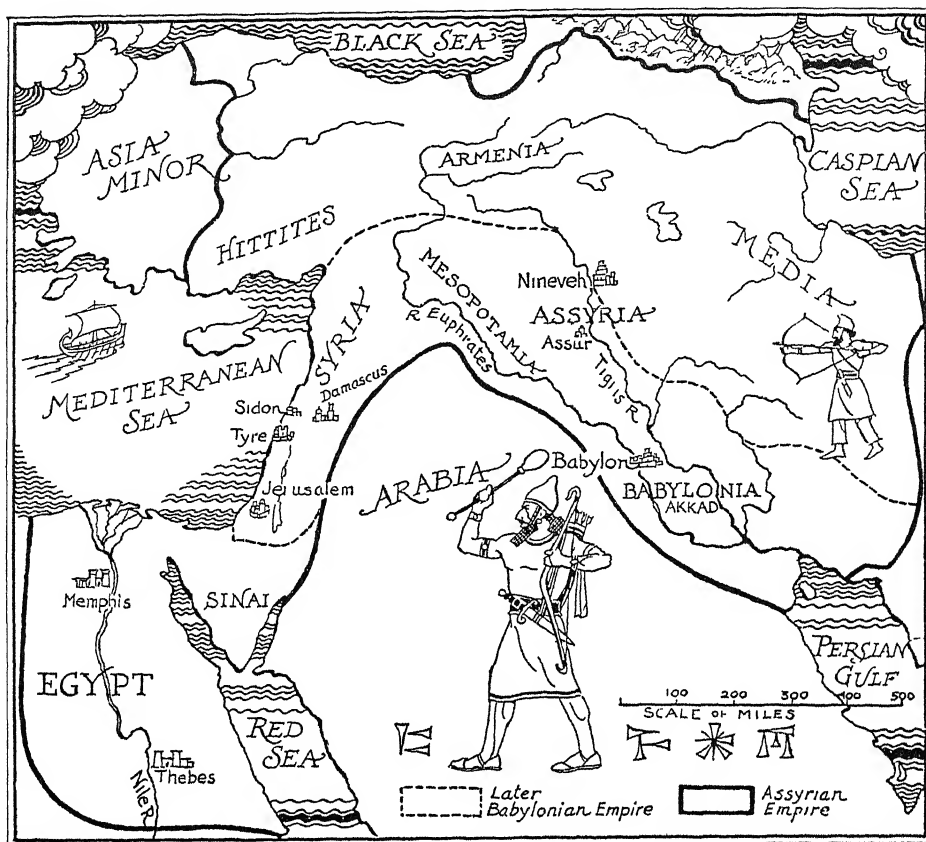 BLACK SEA
ASIA
MINOR
ARMENIA
CASPIAN
SEA
HITTITES
MEDIA
MESOPOTAMIA
Nineveh
ASSYRIA
Assur
SYRIA
R Euphrates
Tigris R
MEDITERRANEAN
SEA
Damascus
Sidon
Tyre
Babylon
ARABIA
Jerusalem
BABYLONIA
AKKAD
Memphis
SINAI
EGYPT
PERSIAN
GULF
RED
SEA
100 200 300 400 500
SCALE OF MILES
Thebes
Nile R
Later
Babylonian Empire
Assyrian
Empire